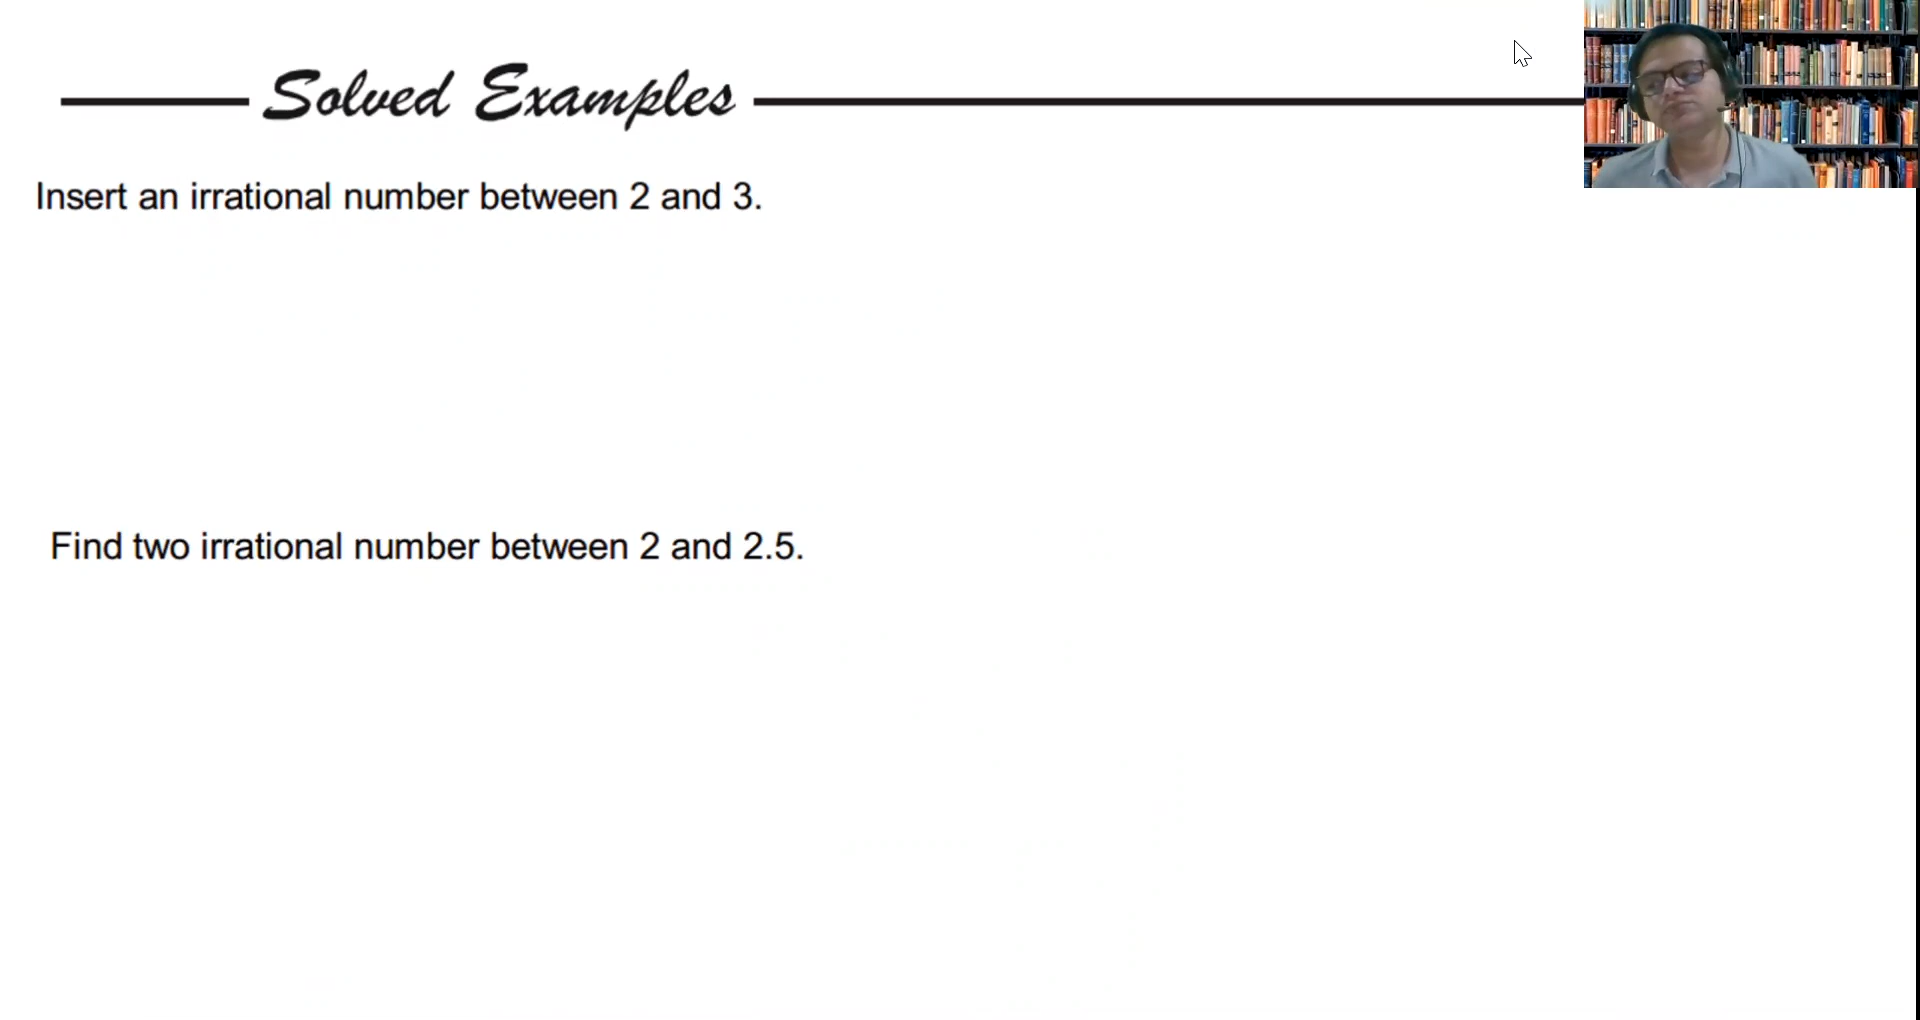 Solved Examples
Insert an irrational number between 2 and 3.
Find two irrational number between 2 and 2.5.